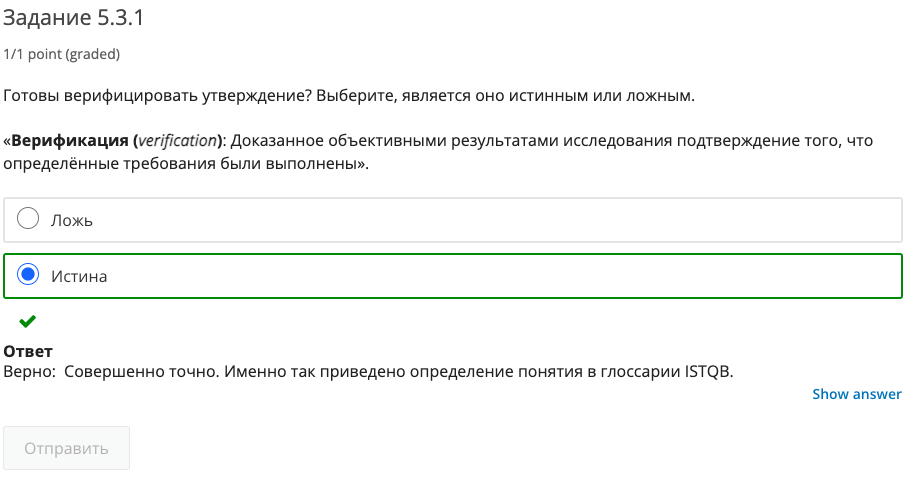 Задание 5.3.1
1/1 point (graded)
Готовы верифицировать утверждение? Выберите, является оно истинным или ложным.
«Верификация (verification): Доказанное объективными результатами исследования подтверждение того, что
определённые требования были выполнены».
Ложь
Истина
Ответ
Верно:  Совершенно точно. Именно так приведено определение понятия в глоссарии ISTQB.
Show answer
Отправить